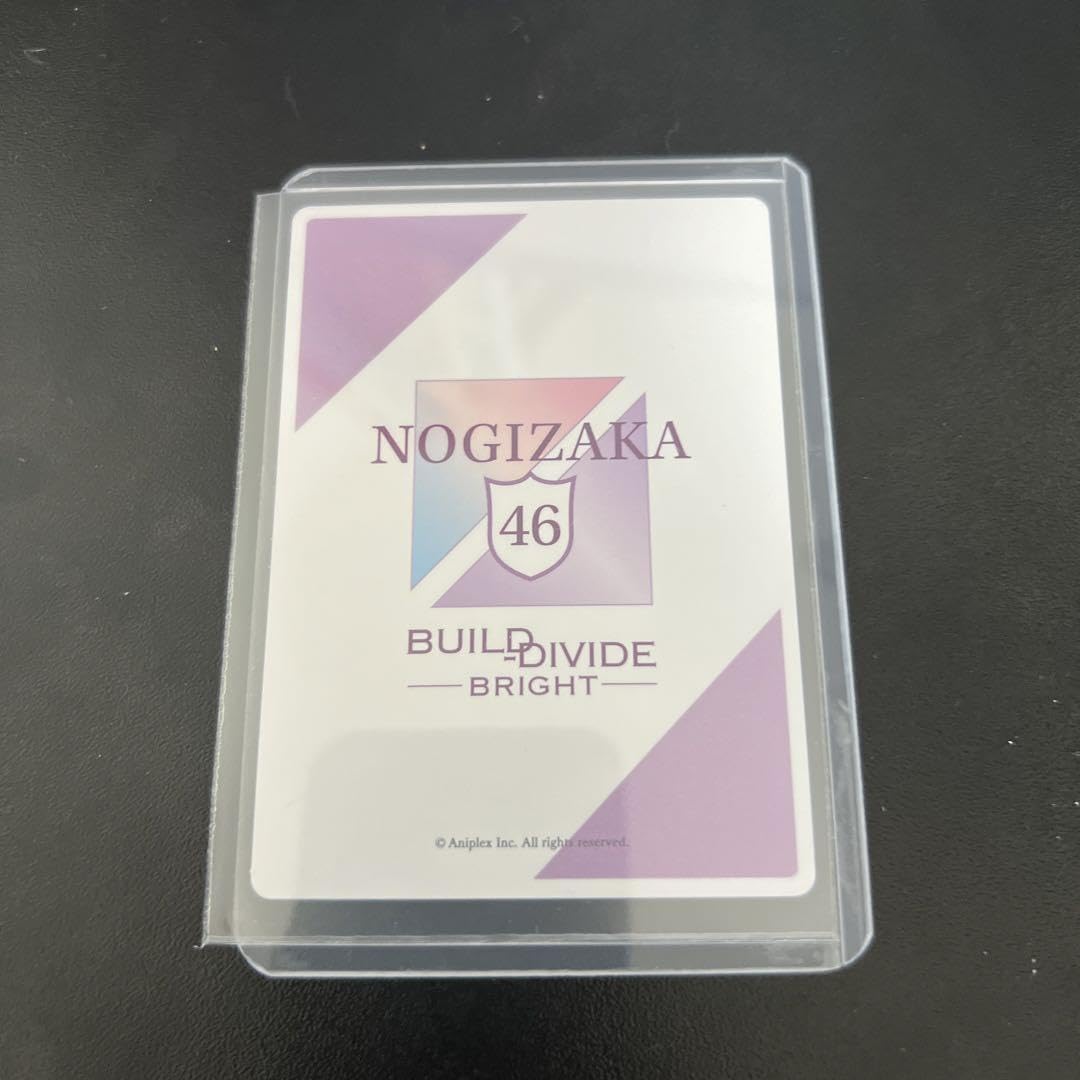 NOGIZAKA
46
BUILD-DIVIDE
BRIGHT
© Aniplex Inc. All rights reserved.